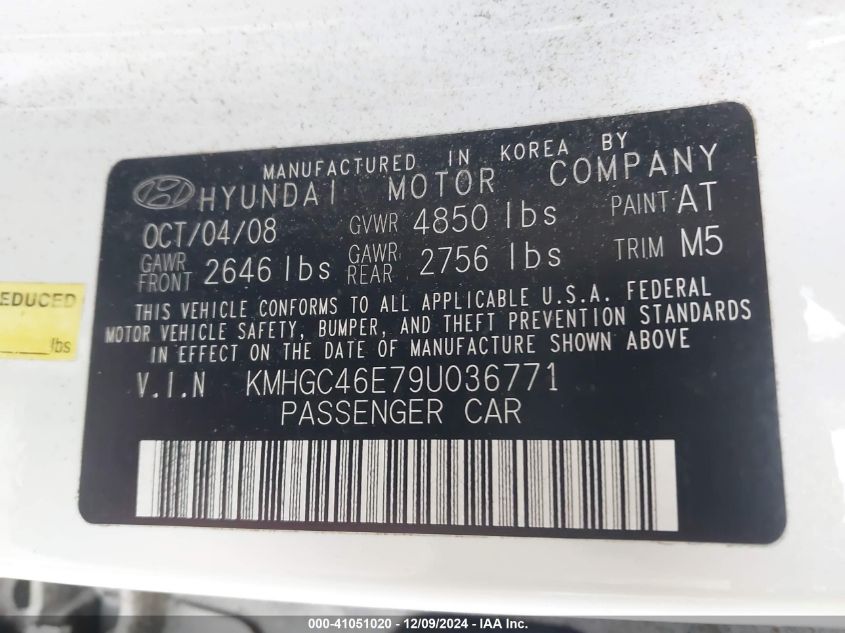 MANUFACTURED IN KOREA BY
HYUNDAI MOTOR COMPANY
OCT/04/08 GVWR 4850 lbs PAINT AT
GAWR FRONT 2646 lbs GAWR REAR 2756 lbs TRIM M5
THIS VEHICLE CONFORMS TO ALL APPLICABLE U.S.A. FEDERAL
MOTOR VEHICLE SAFETY, BUMPER, AND THEFT PREVENTION STANDARDS
IN EFFECT ON THE DATE OF MANUFACTURE SHOWN ABOVE
V.I.N KMHGC46E79U036771
PASSENGER CAR
EDUCED
lbs
000-41051020 - 12/09/2024 - IAAI.com